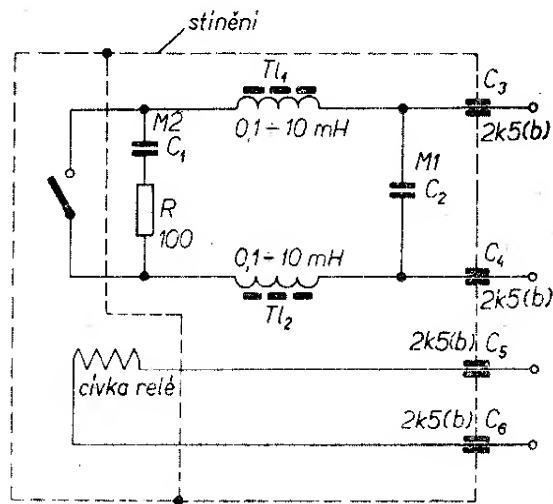 stínění
Tl₁
0,1 ÷ 10 mH
C₃
2k5(b)
M2
C₁
M1
C₂
R
100
0,1 ÷ 10 mH
Tl₂
C₄
2k5(b)
2k5(b) C₅
cívka relé
2k5(b) C₆